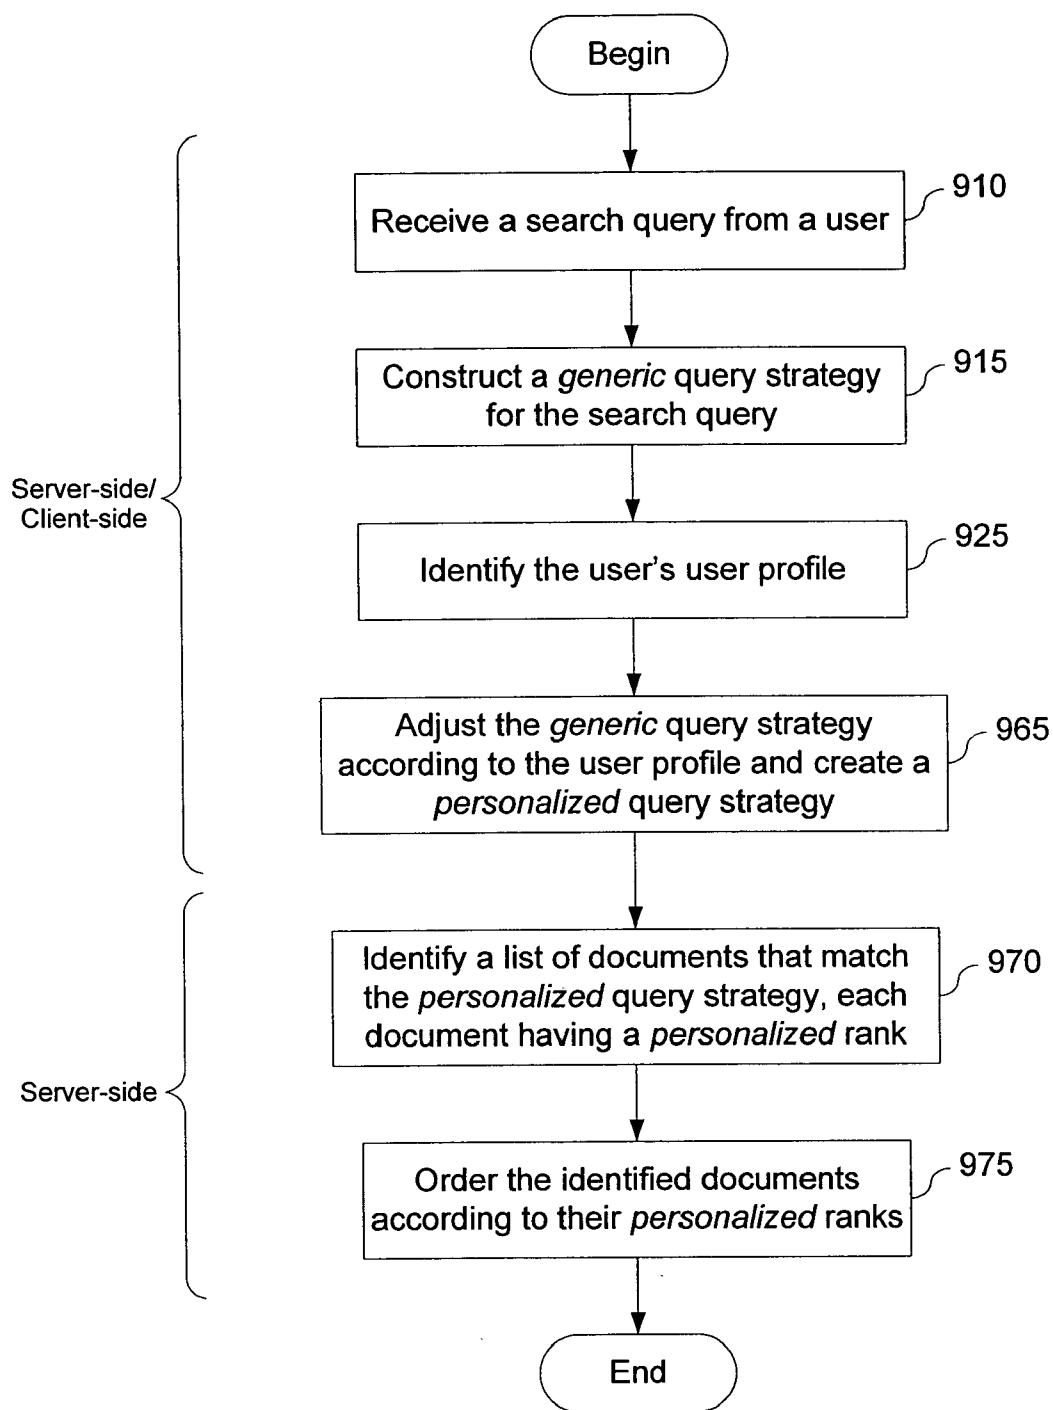 Begin
Receive a search query from a user
910
Construct a generic query strategy
for the search query
915
Server-side/
Client-side
Identify the user's user profile
925
Adjust the generic query strategy
according to the user profile and create a
personalized query strategy
965
Identify a list of documents that match
the personalized query strategy, each
document having a personalized rank
970
Server-side
Order the identified documents
according to their personalized ranks
975
End